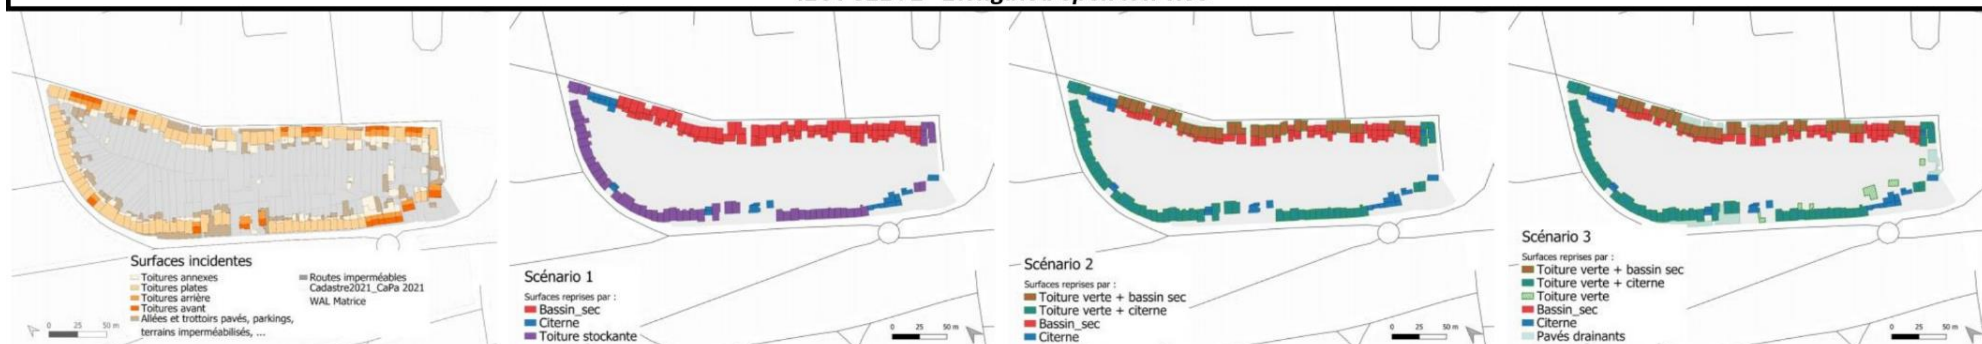 Surfaces incidentes
Toitures annexes
Toitures plates
Toitures arrière
Toitures avant
Allées et trottoirs pavés, parkings,
terrains imperméabilisés, ...
Routes imperméables
Cadastre2021_CaPa 2021
WAL Matrice
0 25 50 m
Scénario 1
Surfaces reprises par :
Bassin_sec
Citerne
Toiture stockante
0 25 50 m
Scénario 2
Surfaces reprises par :
Toiture verte + bassin sec
Toiture verte + citerne
Bassin_sec
Citerne
0 25 50 m
Scénario 3
Surfaces reprises par :
Toiture verte + bassin sec
Toiture verte + citerne
Toiture verte
Bassin_sec
Citerne
Pavés drainants
0 25 50 m